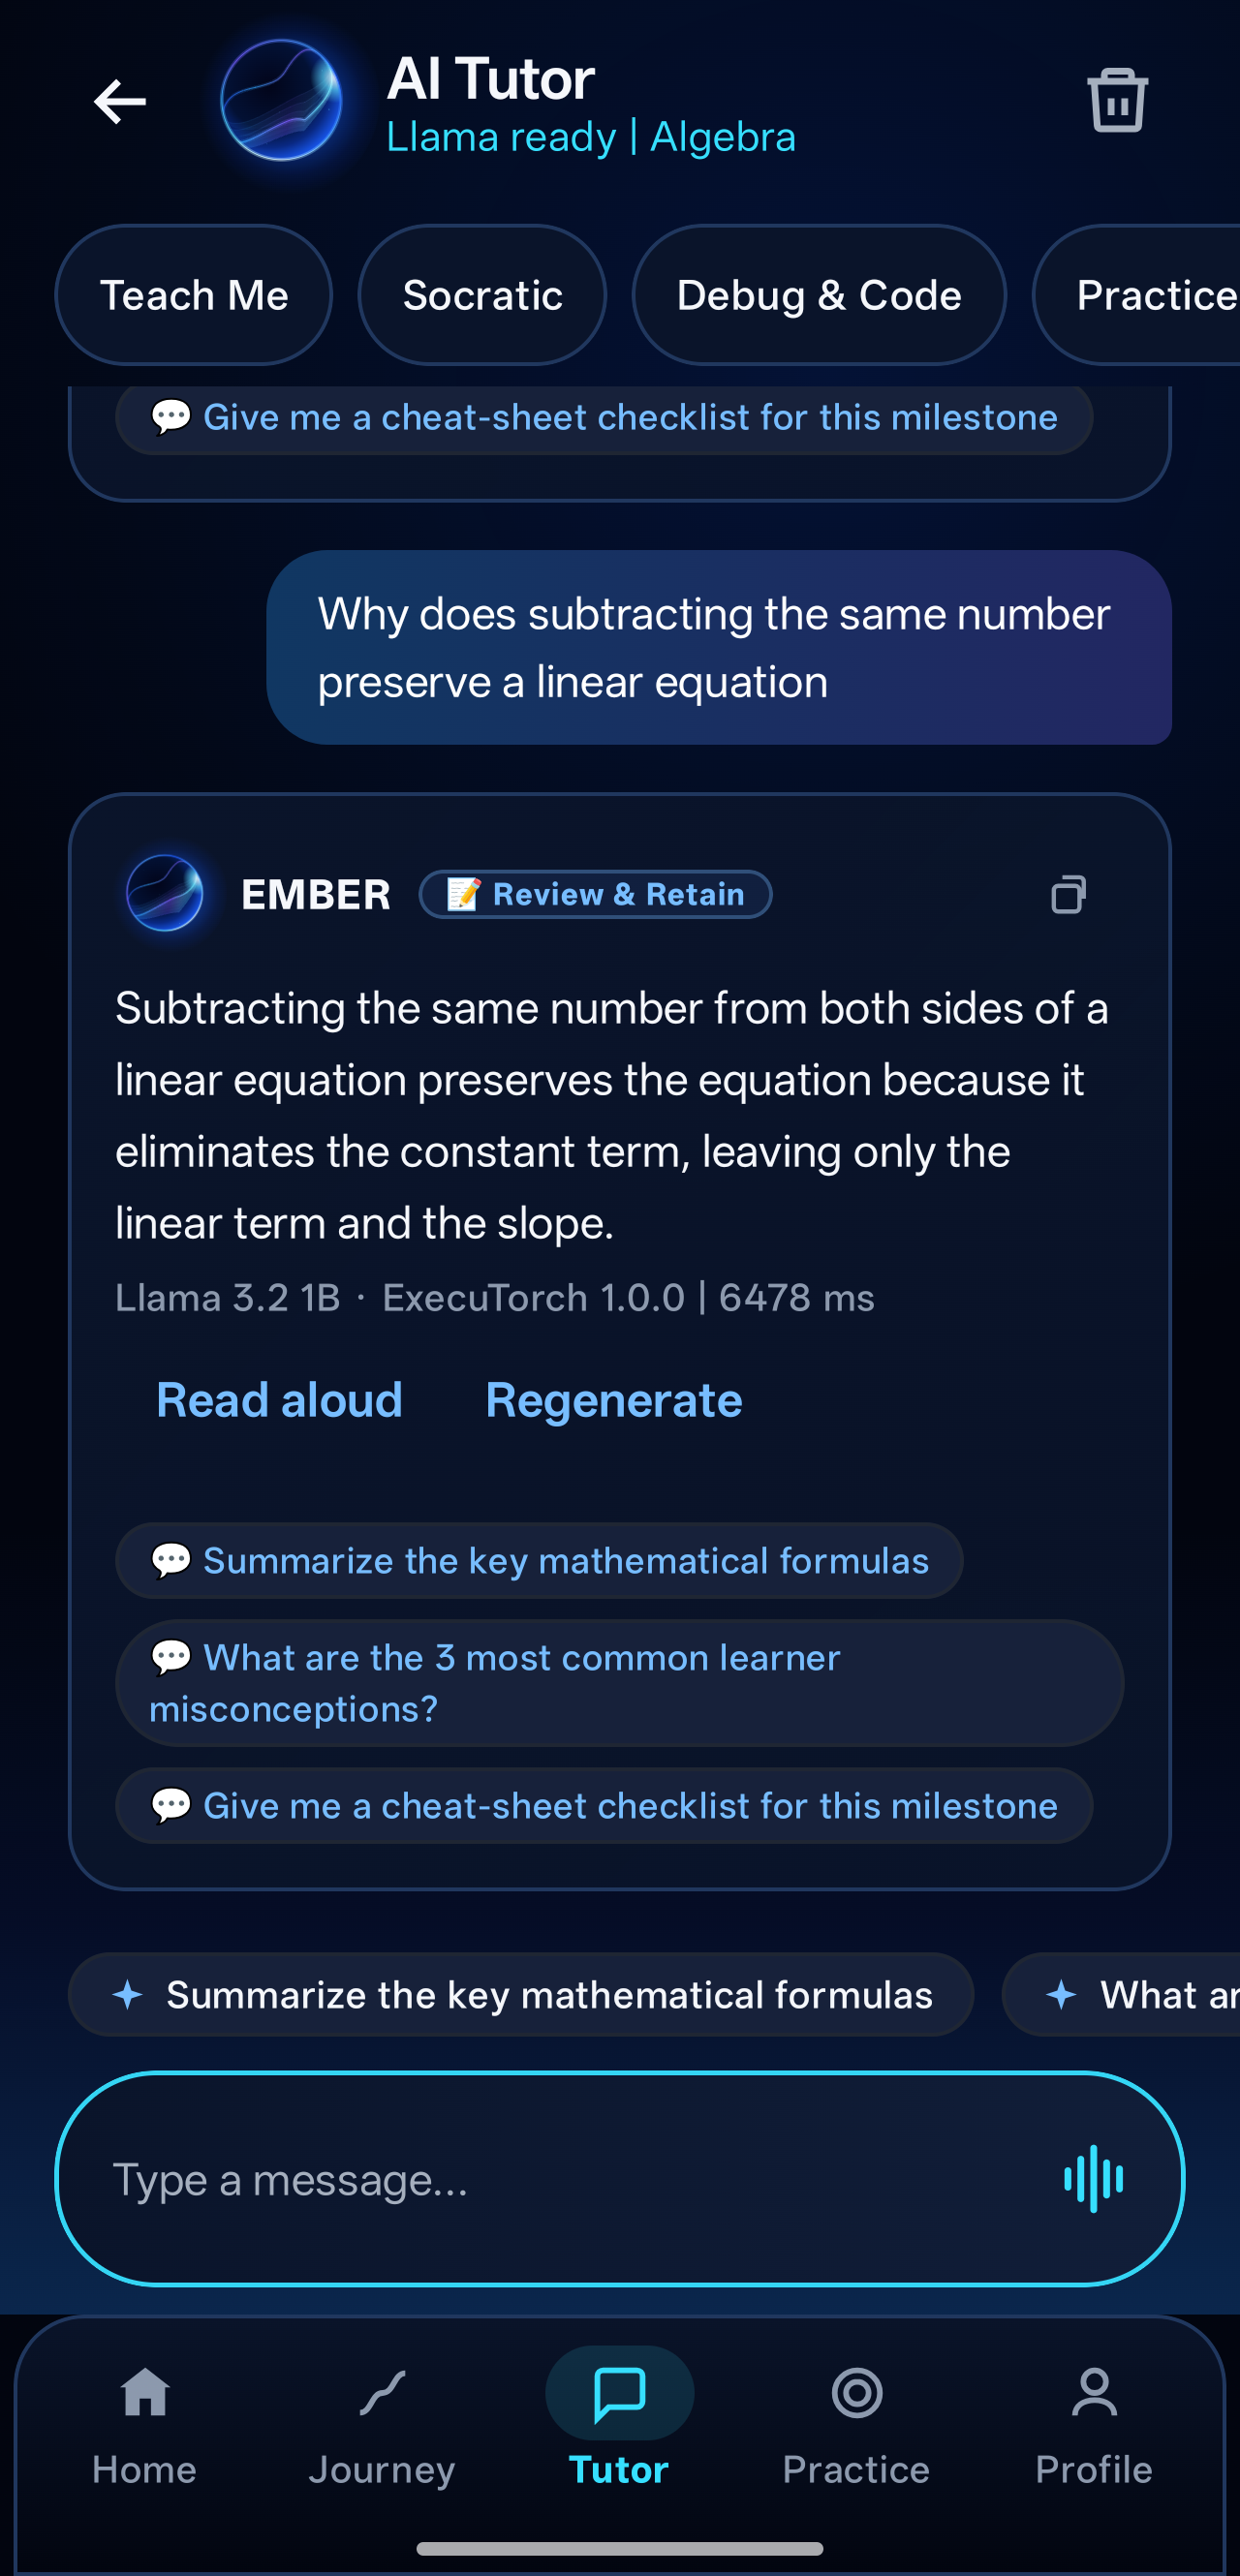 AI Tutor
Llama ready | Algebra
Teach Me
Socratic
Debug & Code
Practice
💬 Give me a cheat-sheet checklist for this milestone
Why does subtracting the same number
preserve a linear equation
EMBER
📝 Review & Retain
Subtracting the same number from both sides of a
linear equation preserves the equation because it
eliminates the constant term, leaving only the
linear term and the slope.
Llama 3.2 1B · ExecuTorch 1.0.0 | 6478 ms
Read aloud
Regenerate
💬 Summarize the key mathematical formulas
💬 What are the 3 most common learner
misconceptions?
💬 Give me a cheat-sheet checklist for this milestone
Summarize the key mathematical formulas
What
Type a message...
Home
Journey
Tutor
Practice
Profile